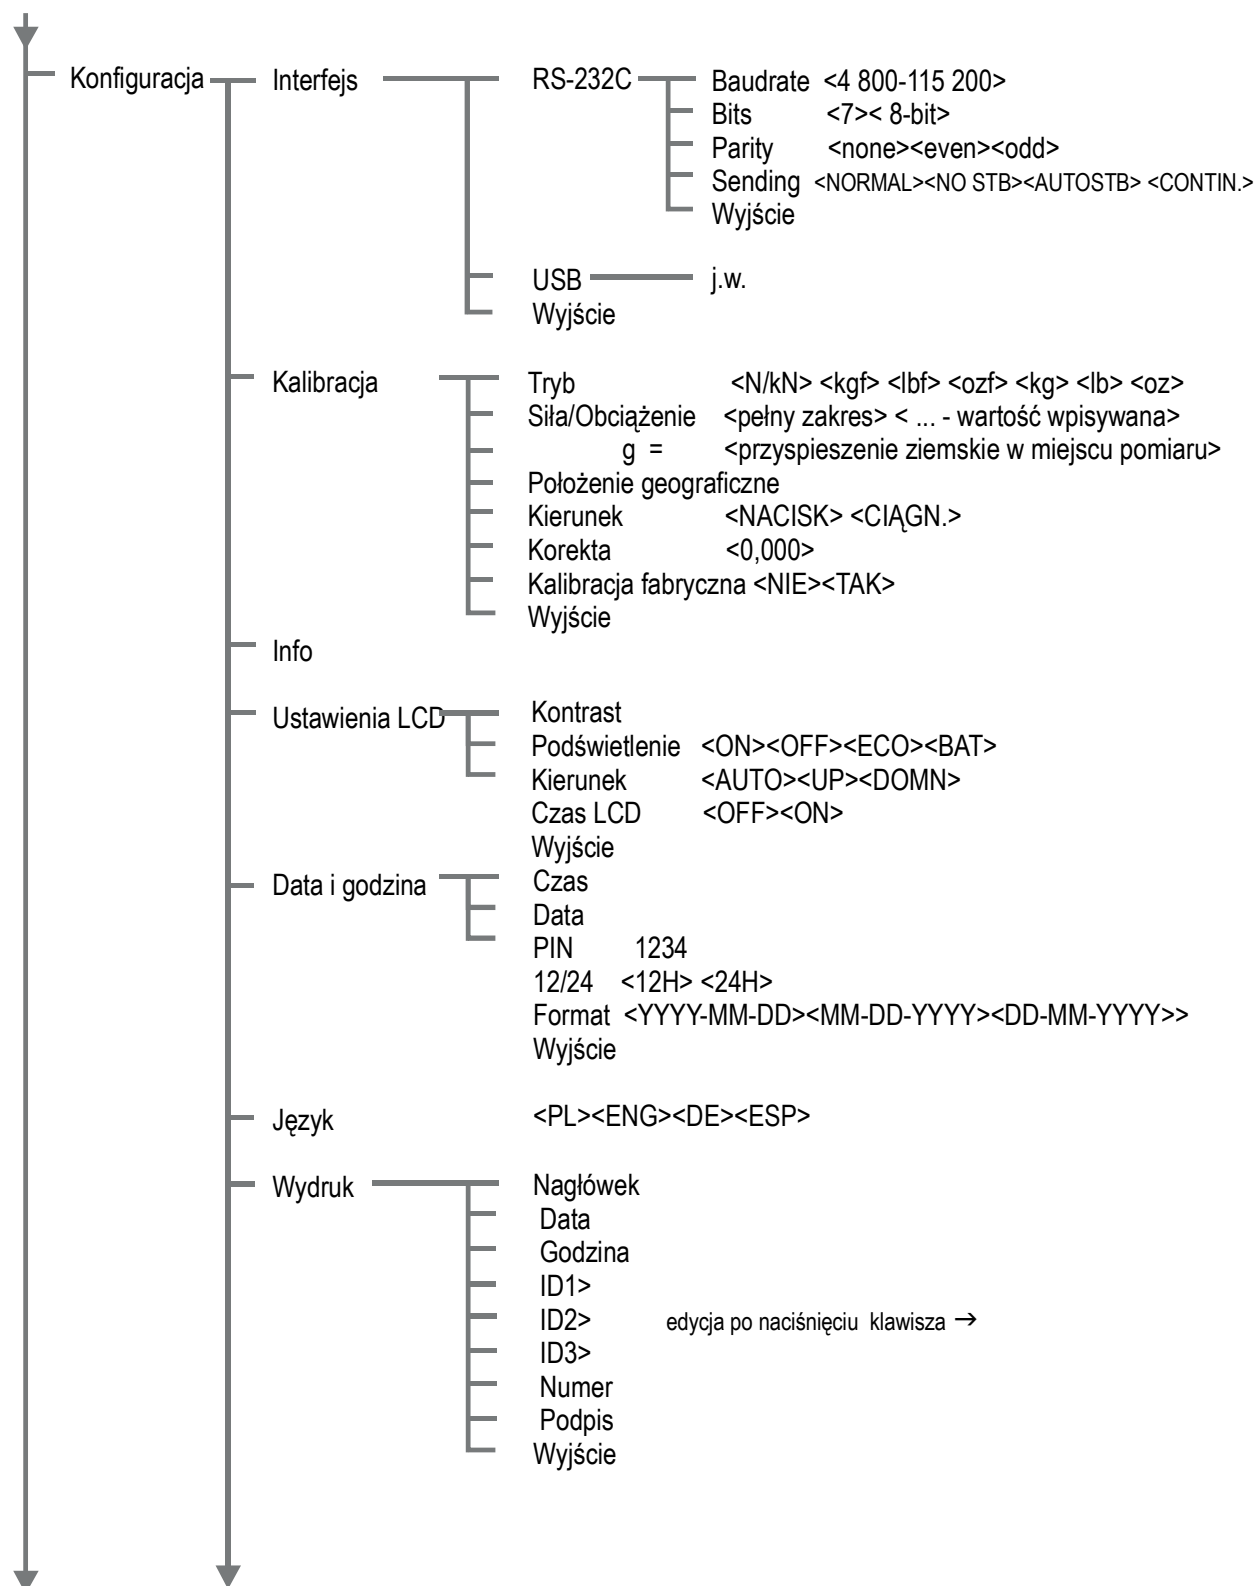 Konfiguracja Interfejs RS-232C Baudrate <4 800-115 200>
Bits <7>< 8-bit>
Parity <none><even><odd>
Sending <NORMAL><NO STB><AUTOSTB> <CONTIN.>
Wyjście
USB j.w.
Wyjście
Kalibracja Tryb <N/kN> <kgf> <lbf> <ozf> <kg> <lb> <oz>
Siła/Obciążenie <pełny zakres> < ... - wartość wpisywana>
g = <przyspieszenie ziemskie w miejscu pomiaru>
Położenie geograficzne
Kierunek <NACISK> <CIĄGN.>
Korekta <0,000>
Kalibracja fabryczna <NIE><TAK>
Wyjście
Info
Ustawienia LCD Kontrast
Podświetlenie <ON><OFF><ECO><BAT>
Kierunek <AUTO><UP><DOMN>
Czas LCD <OFF><ON>
Wyjście
Data i godzina Czas
Data
PIN 1234
12/24 <12H> <24H>
Format <YYYY-MM-DD><MM-DD-YYYY><DD-MM-YYYY>>
Wyjście
Język <PL><ENG><DE><ESP>
Wydruk Nagłówek
Data
Godzina
ID1>
ID2> edycja po naciśnięciu klawisza →
ID3>
Numer
Podpis
Wyjście